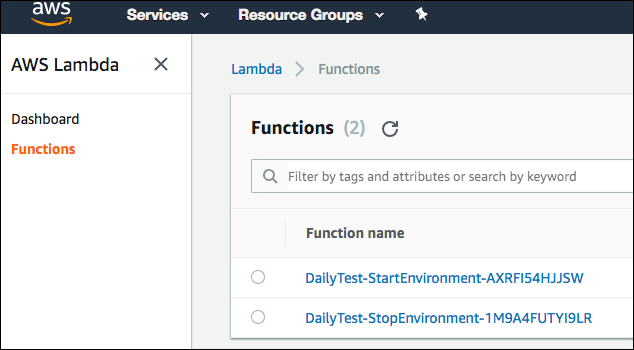 aws Services Resource Groups
AWS Lambda
Lambda > Functions
Dashboard
Functions
Functions (2)
Filter by tags and attributes or search by keyword
Function name
DailyTest-StartEnvironment-AXRFI54HJJSW
DailyTest-StopEnvironment-1M9A4FUTYI9LR